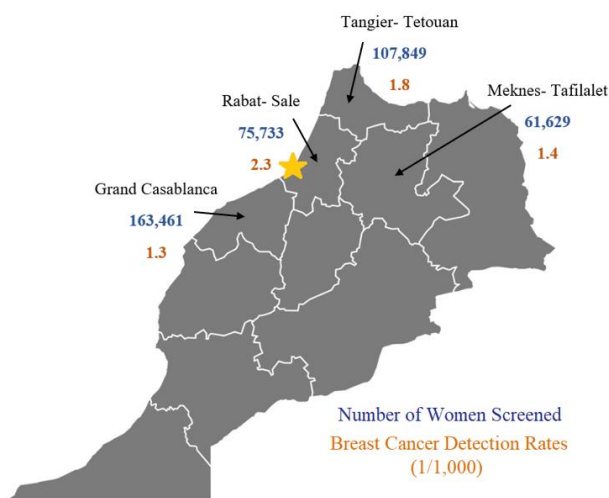 Tangier- Tetouan
107,849
1.8
Meknes- Tafilalet
61,629
1.4
Rabat- Sale
75,733
2.3
Grand Casablanca
163,461
1.3
Number of Women Screened
Breast Cancer Detection Rates
(1/1,000)